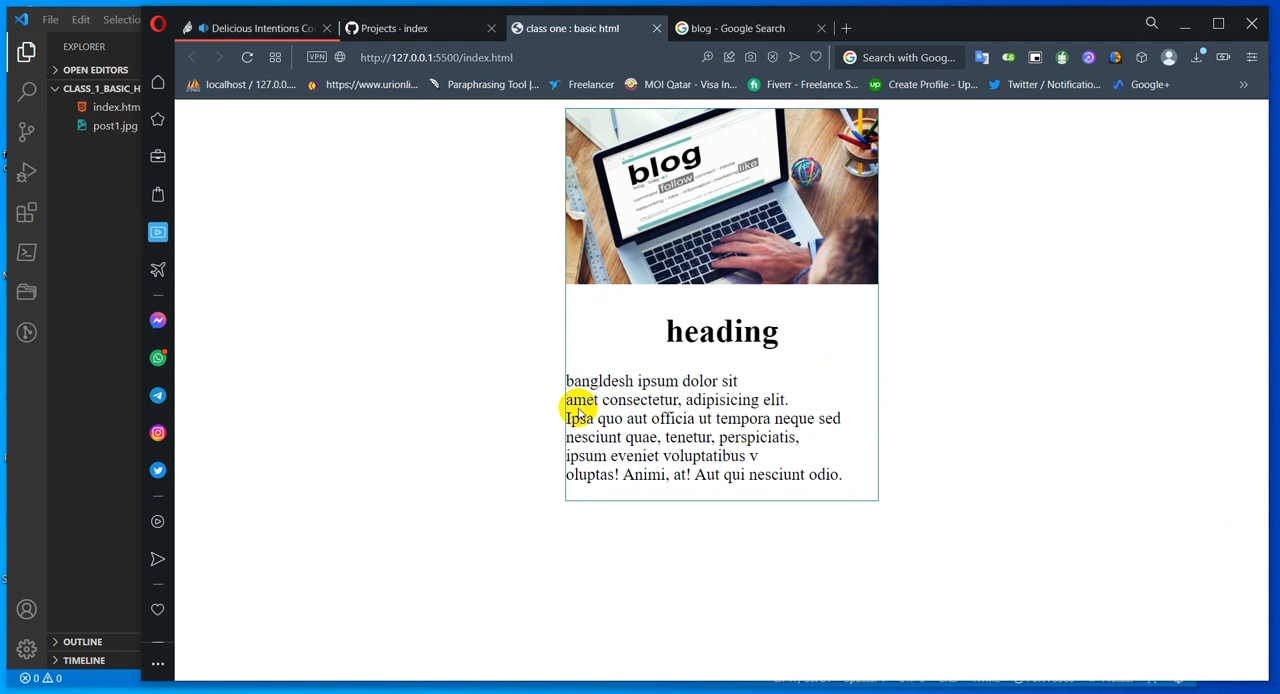 File Edit Selectio
EXPLORER
OPEN EDITORS
CLASS_1_BASIC_H
index.htm
post1.jpg
OUTLINE
TIMELINE
0 0
Delicious Intentions Co
Projects · index
class one : basic html
blog - Google Search
VPN
http://127.0.0.1:5500/index.html
Search with Goog...
localhost / 127.0.0....
https://www.urionli...
Paraphrasing Tool |...
Freelancer
MOI Qatar - Visa In...
Fiverr - Freelance S...
Create Profile - Up...
Twitter / Notificatio...
Google+
blog
follow
like
heading
bangldesh ipsum dolor sit
amet consectetur, adipisicing elit.
Ipsa quo aut officia ut tempora neque sed
nesciunt quae, tenetur, perspiciatis,
ipsum eveniet voluptatibus v
oluptas! Animi, at! Aut qui nesciunt odio.